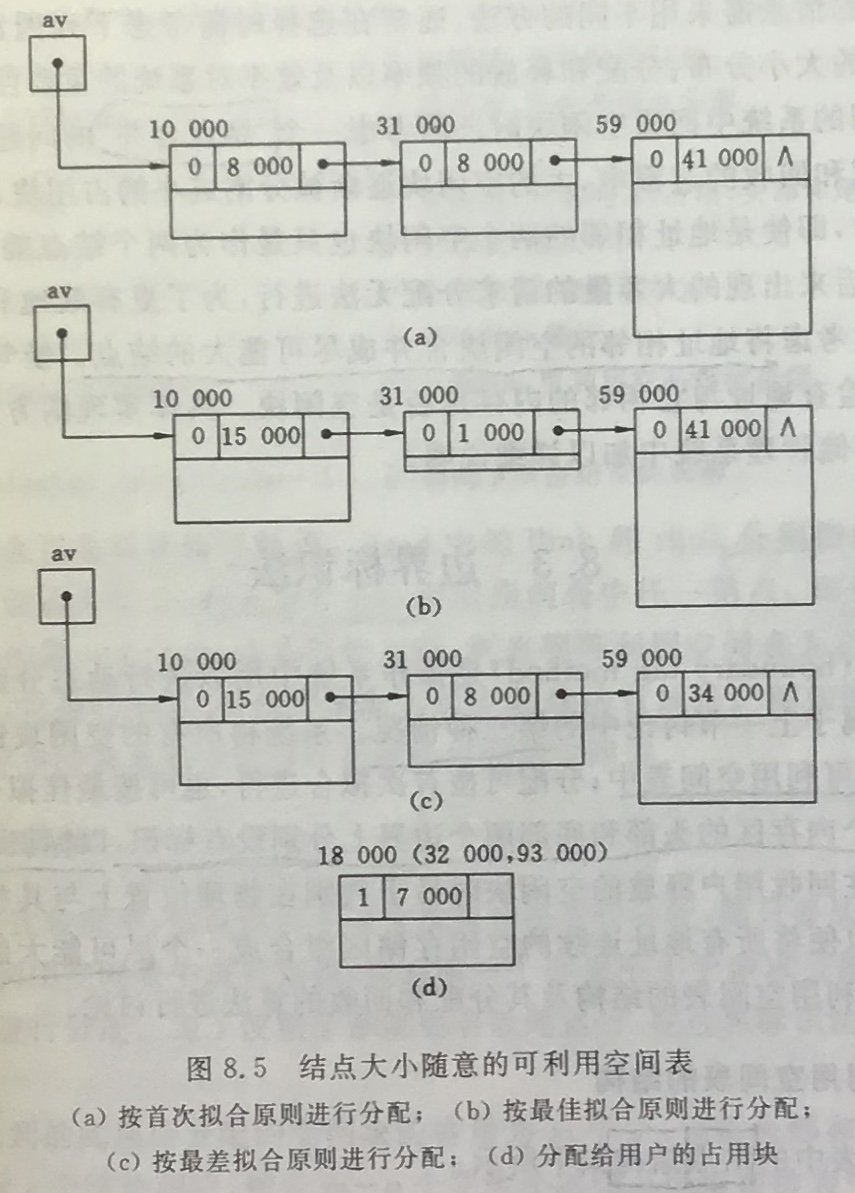 av
10 000 31 000 59 000
0 8 000 0 8 000 0 41 000 ∧
(a)
av
10 000 31 000 59 000
0 15 000 0 1 000 0 41 000 ∧
(b)
av
10 000 31 000 59 000
0 15 000 0 8 000 0 34 000 ∧
(c)
18 000 (32 000,93 000)
1 7 000
(d)
图 8.5 结点大小随意的可利用空间表
(a) 按首次拟合原则进行分配; (b) 按最佳拟合原则进行分配;
(c) 按最差拟合原则进行分配; (d) 分配给用户的占用块